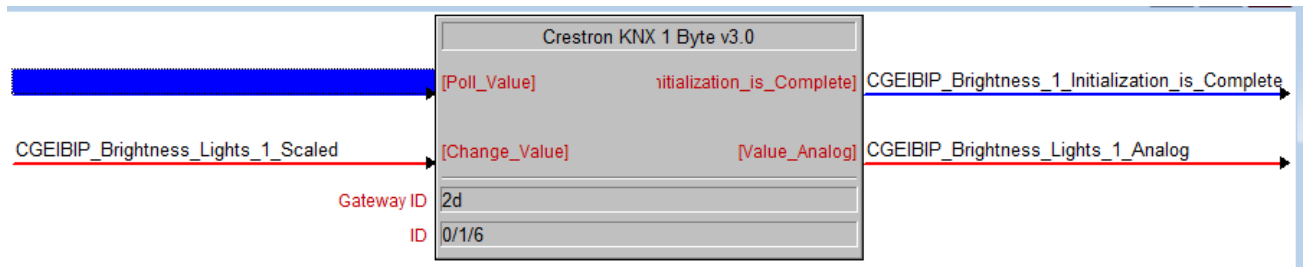 Crestron KNX 1 Byte v3.0
[Poll_Value] nitialization_is_Complete] CGEIBIP_Brightness_1_Initialization_is_Complete
CGEIBIP_Brightness_Lights_1_Scaled [Change_Value] [Value_Analog] CGEIBIP_Brightness_Lights_1_Analog
Gateway ID 2d
ID 0/1/6